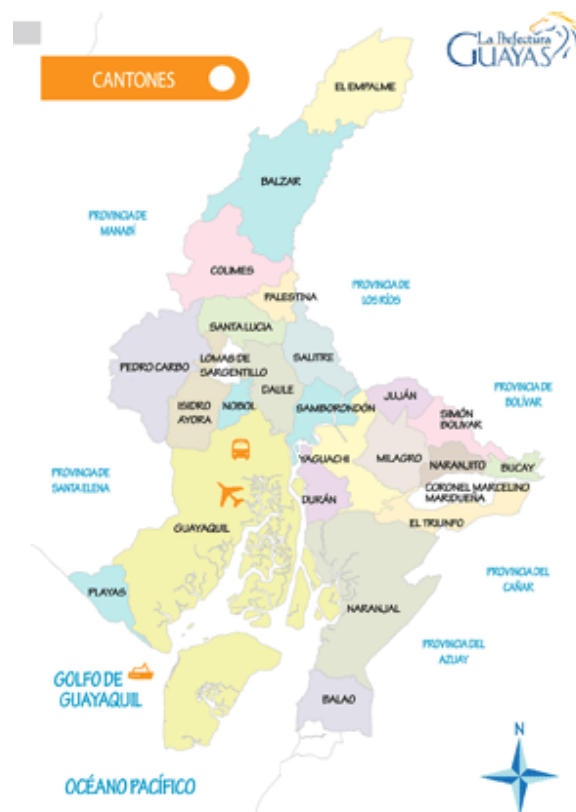 La Prefectura
GUAYAS
CANTONES
EL EMPALME
BALZAR
PROVINCIA DE
MANABÍ
COLIMES
PROVINCIA DE
LOS RÍOS
PALESTINA
SANTA LUCIA
LOMAS DE
SARGENTILLO
SALITRE
PEDRO CARBO
DAULE
ISIDRO
AYORA
NOBOL
SAMBORONDÓN
JUJÁN
SIMÓN
BOLIVAR
PROVINCIA DE
BOLÍVAR
YAGUACHI
MILAGRO
NARANJITO
BUCAY
PROVINCIA DE
SANTA ELENA
CORONEL MARCELINO
MARIDUEÑA
DURÁN
GUAYAQUIL
EL TRIUNFO
PLAYAS
PROVINCIA DEL
CAÑAR
NARANJAL
PROVINCIA DEL
AZUAY
GOLFO DE
GUAYAQUIL
BALAO
N
OCÉANO PACÍFICO